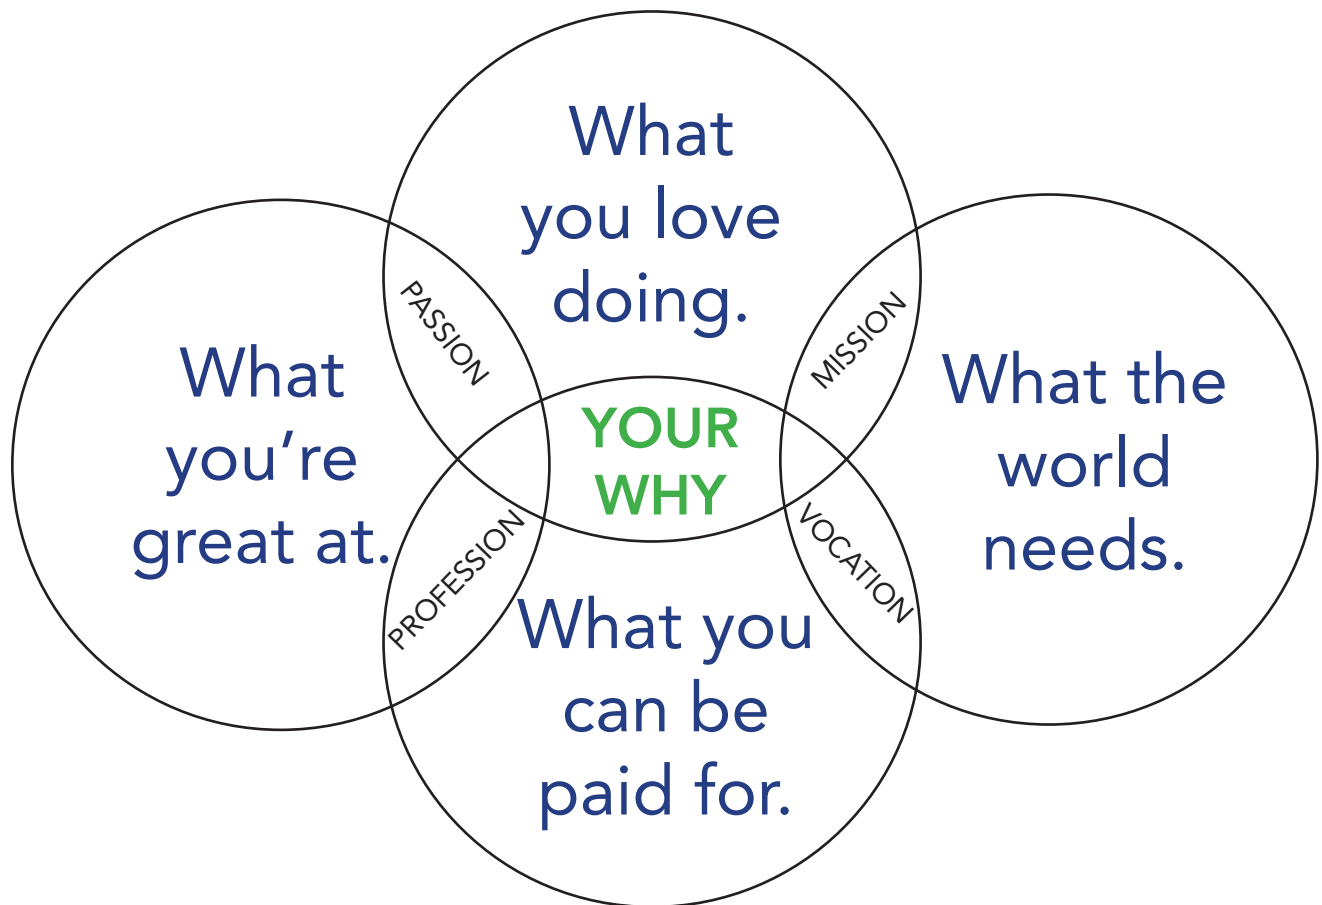 What
you love
doing.
PASSION
MISSION
What
you’re
great at.
What the
world
needs.
YOUR
WHY
PROFESSION
VOCATION
What you
can be
paid for.